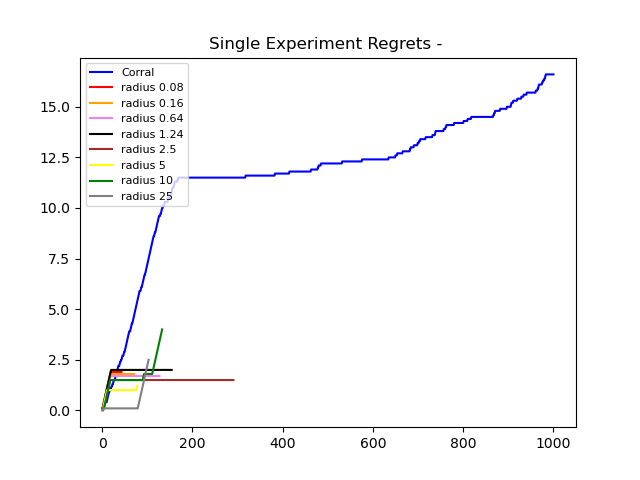 Single Experiment Regrets -
Corral
radius 0.08
radius 0.16
radius 0.64
radius 1.24
radius 2.5
radius 5
radius 10
radius 25
15.0
12.5
10.0
7.5
5.0
2.5
0.0
0 200 400 600 800 1000